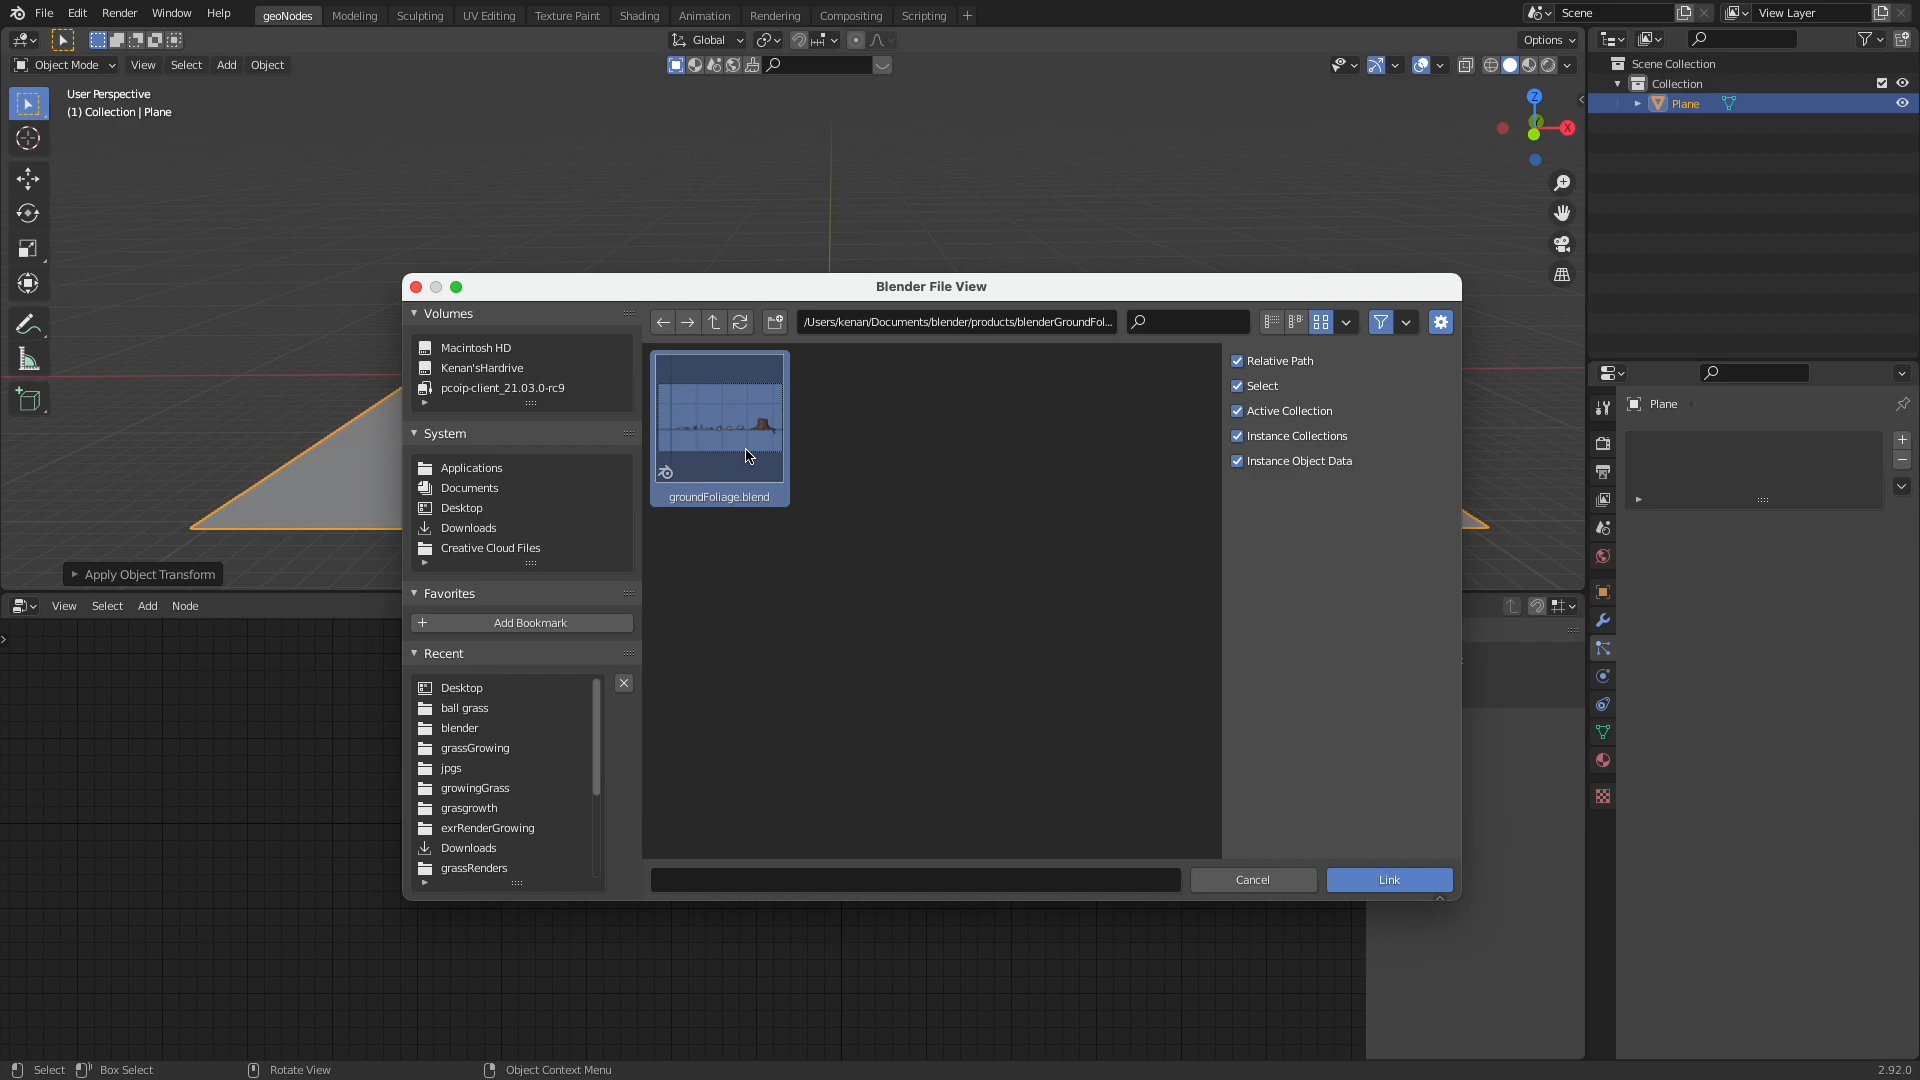 File Edit Render Window Help geoNodes Modeling Sculpting UV Editing Texture Paint Shading Animation Rendering Compositing Scripting + Scene View Layer
Global Options
Object Mode View Select Add Object
User Perspective
(1) Collection | Plane
Z
Y
X
Scene Collection
Collection
Plane
Blender File View
Volumes
Macintosh HD
Kenan'sHardrive
pcoip-client_21.03.0-rc9
System
Applications
Documents
Desktop
Downloads
Creative Cloud Files
Favorites
Add Bookmark
Recent
Desktop
ball grass
blender
grassGrowing
jpgs
growingGrass
grasgrowth
exrRenderGrowing
Downloads
grassRenders
/Users/kenan/Documents/blender/products/blenderGroundFol...
groundFoliage.blend
Relative Path
Select
Active Collection
Instance Collections
Instance Object Data
Cancel Link
Plane
Apply Object Transform
View Select Add Node
Select Box Select Rotate View Object Context Menu 2.92.0